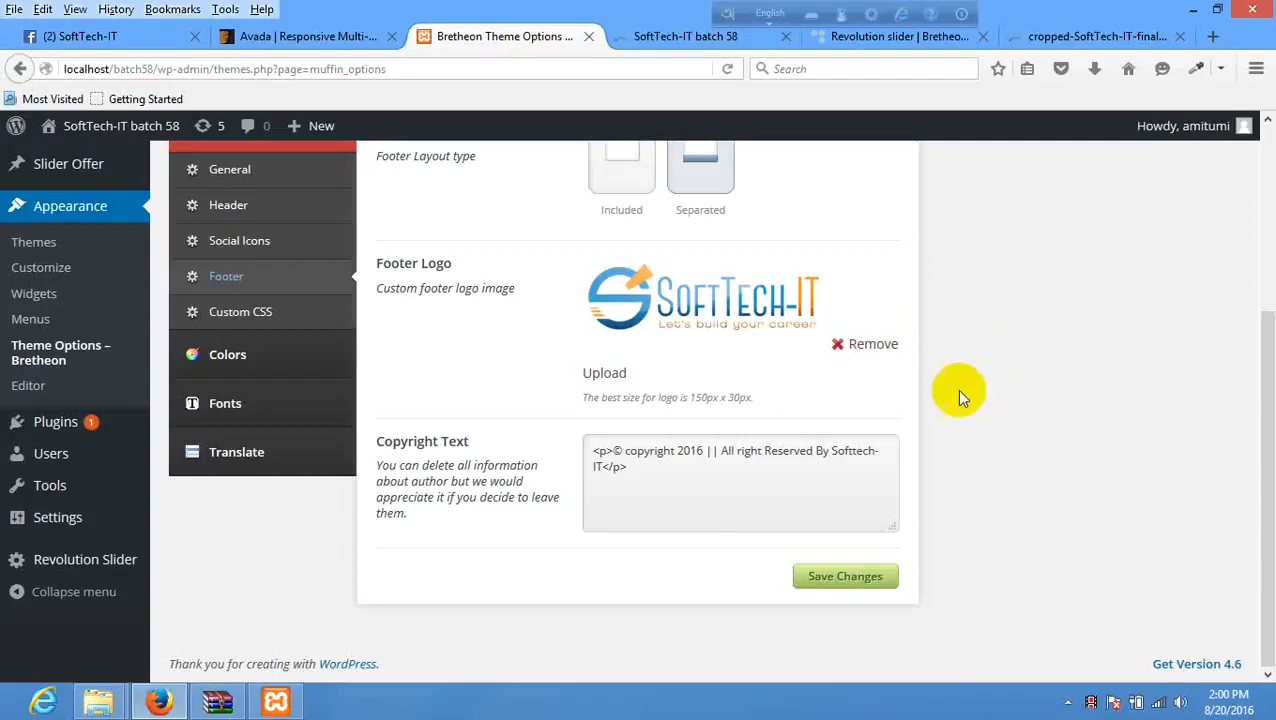 File Edit View History Bookmarks Tools Help
English
(2) SoftTech-IT
Avada | Responsive Multi-...
Bretheon Theme Options ...
SoftTech-IT batch 58
Revolution slider | Bretheo...
cropped-SoftTech-IT-final...
localhost/batch58/wp-admin/themes.php?page=muffin_options
Search
Most Visited
Getting Started
SoftTech-IT batch 58
5
0
New
Howdy, amitumi
Slider Offer
Appearance
Themes
Customize
Widgets
Menus
Theme Options –
Bretheon
Editor
Plugins 1
Users
Tools
Settings
Revolution Slider
Collapse menu
General
Header
Social Icons
Footer
Custom CSS
Colors
Fonts
Translate
Footer Layout type
Included
Separated
Footer Logo
Custom footer logo image
SOFTTECH-IT
Let's build your career
Remove
Upload
The best size for logo is 150px x 30px.
Copyright Text
You can delete all information
about author but we would
appreciate it if you decide to leave
them.
<p>© copyright 2016 || All right Reserved By Softtech-
IT</p>
Save Changes
Thank you for creating with WordPress.
Get Version 4.6
2:00 PM
8/20/2016